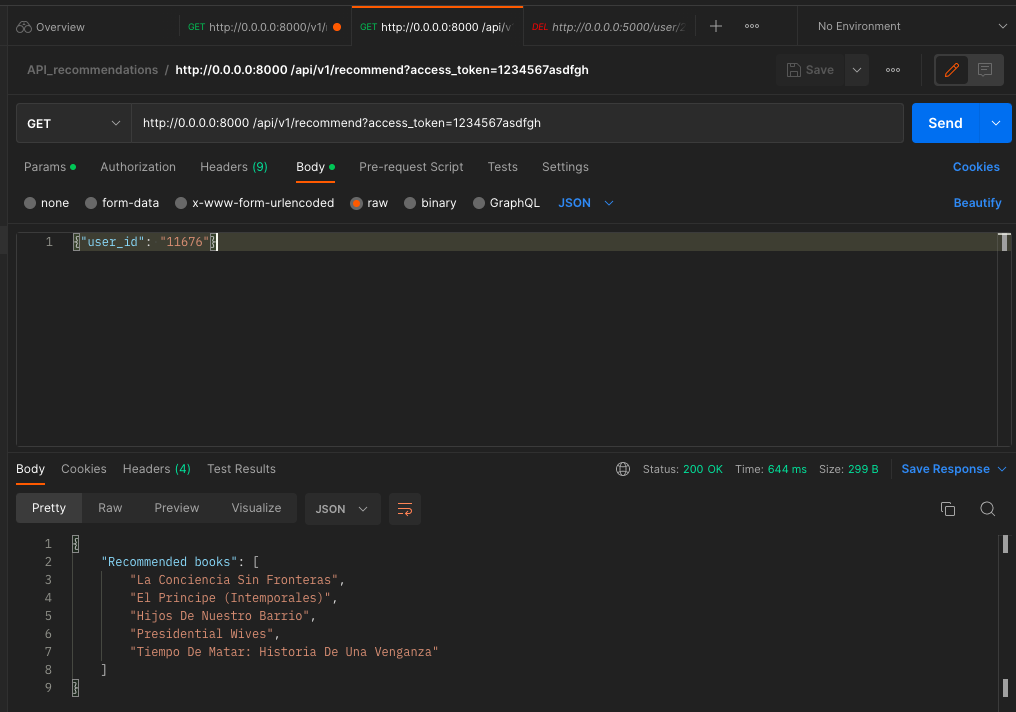 Overview GET http://0.0.0.0:8000/v1/ GET http://0.0.0.0:8000 /api/v DEL http://0.0.0.0:5000/user/2 No Environment
API_recommendations / http://0.0.0.0:8000 /api/v1/recommend?access_token=1234567asdfgh Save
GET http://0.0.0.0:8000 /api/v1/recommend?access_token=1234567asdfgh Send
Params Authorization Headers (9) Body Pre-request Script Tests Settings Cookies
none form-data x-www-form-urlencoded raw binary GraphQL JSON Beautify
1 {"user_id": "11676"}
Body Cookies Headers (4) Test Results Status: 200 OK Time: 644 ms Size: 299 B Save Response
Pretty Raw Preview Visualize JSON
1 {
2 "Recommended books": [
3 "La Conciencia Sin Fronteras",
4 "El Principe (Intemporales)",
5 "Hijos De Nuestro Barrio",
6 "Presidential Wives",
7 "Tiempo De Matar: Historia De Una Venganza"
8 ]
9 }